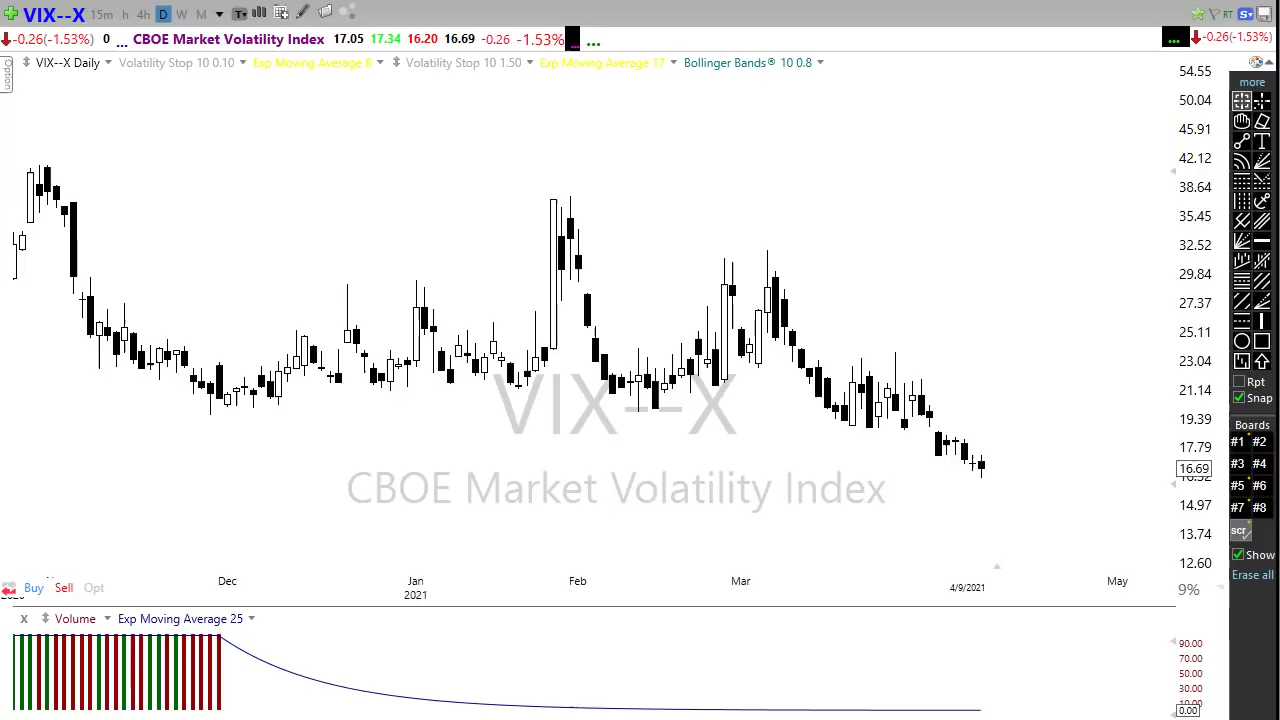 VIX--X 15m h 4h D W M T RT S
-0.26(-1.53%) 0 ... CBOE Market Volatility Index 17.05 17.34 16.20 16.69 -0.26 -1.53% ... ... ... -0.26(-1.53%)
Option
VIX--X Daily Volatility Stop 10 0.10 Exp Moving Average 8 Volatility Stop 10 1.50 Exp Moving Average 17 Bollinger Bands® 10 0.8
54.55
50.04
45.91
42.12
38.64
35.45
32.52
29.84
27.37
25.11
23.04
21.14
19.39
17.79
16.69
16.32
14.97
13.74
12.60
VIX--X
CBOE Market Volatility Index
Dec Jan Feb Mar May
2021
4/9/2021
Buy Sell Opt
9%
X Volume Exp Moving Average 25
90.00
70.00
50.00
30.00
10.00
0.00
more
Rpt
Snap
Boards
#1 #2
#3 #4
#5 #6
#7 #8
scr
Show
Erase all